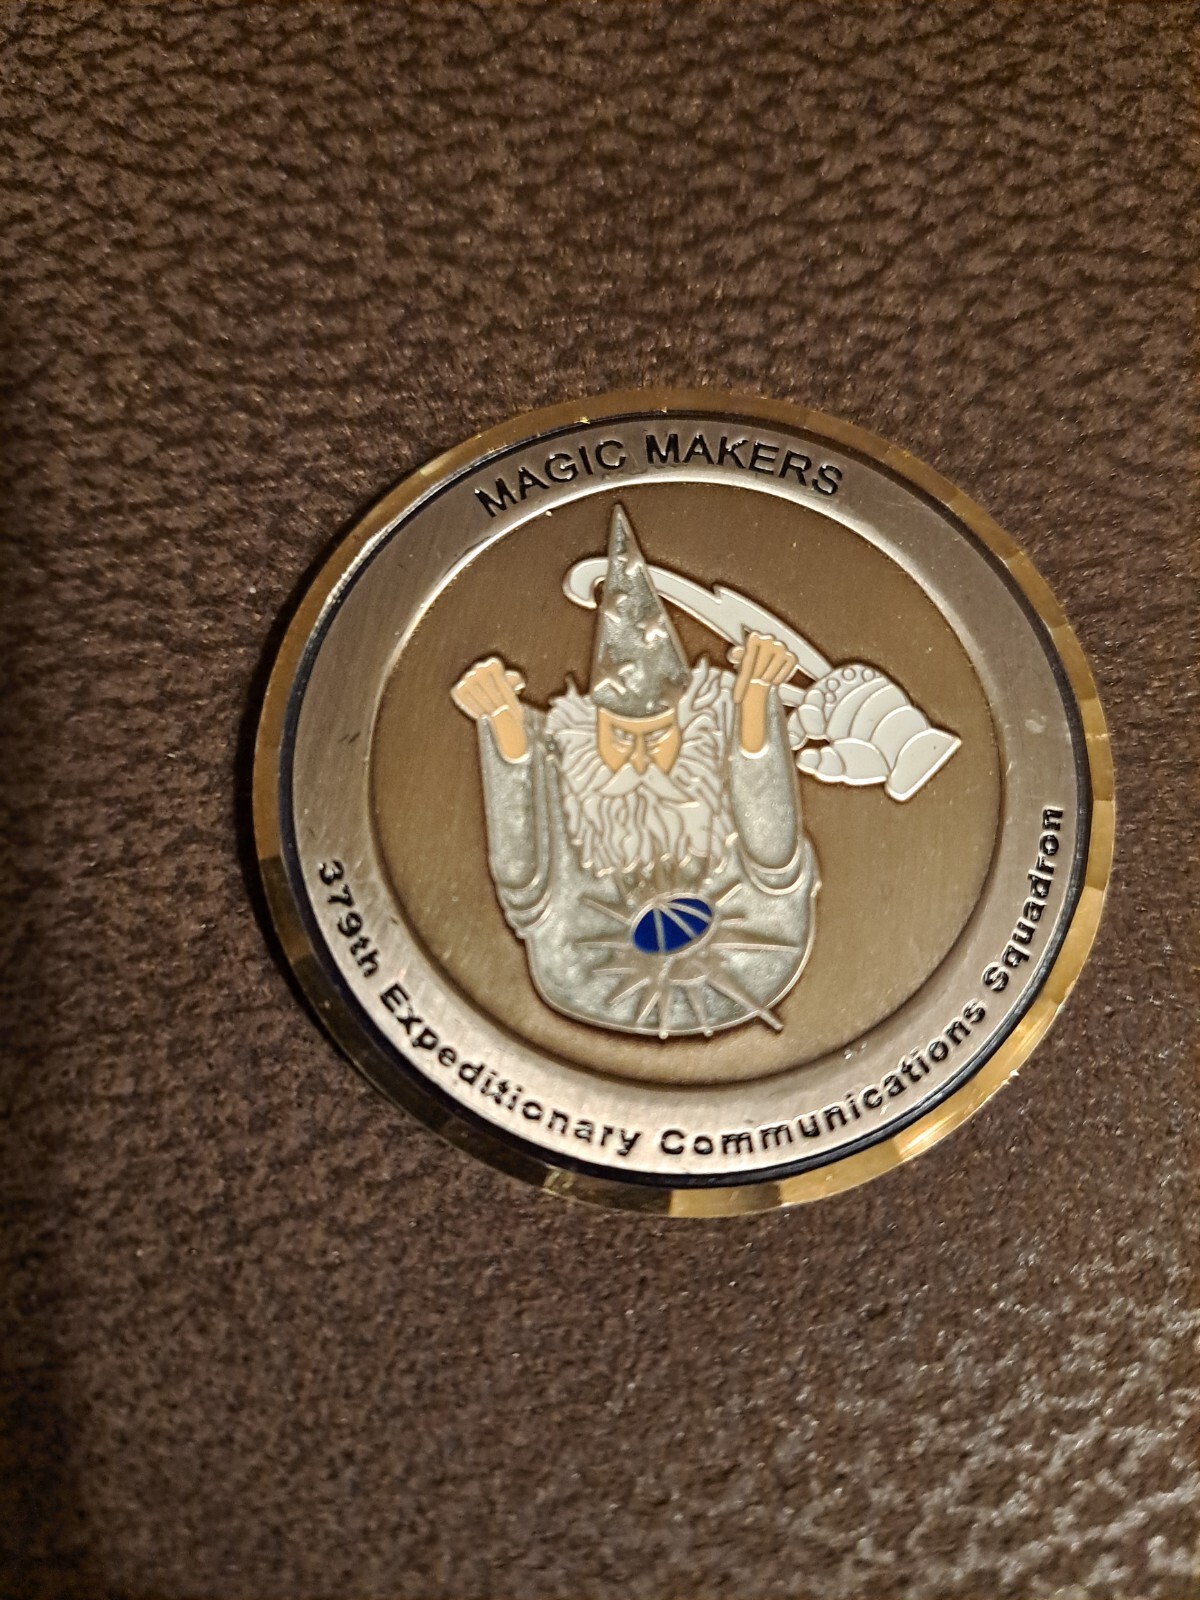 MAGIC MAKERS
379th Expeditionary Communications Squadron